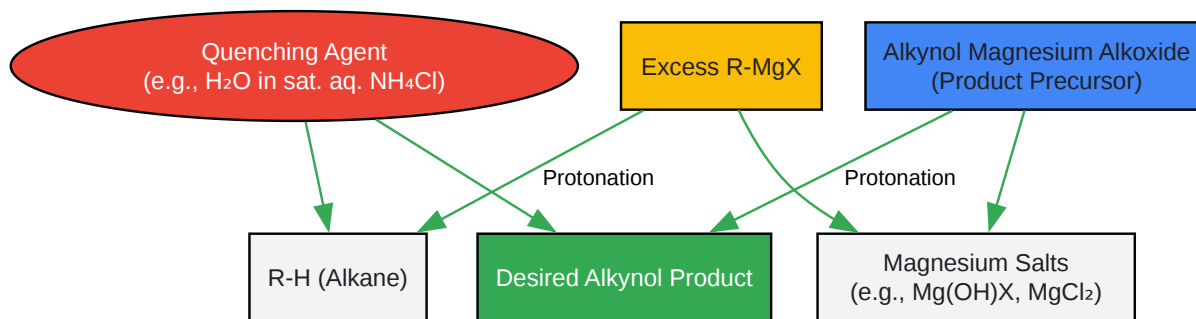 Quenching Agent
(e.g., H₂O in sat. aq. NH₄Cl)
Excess R-MgX
Alkynol Magnesium Alkoxide
(Product Precursor)
Protonation
Protonation
R-H (Alkane)
Desired Alkynol Product
Magnesium Salts
(e.g., Mg(OH)X, MgCl₂)